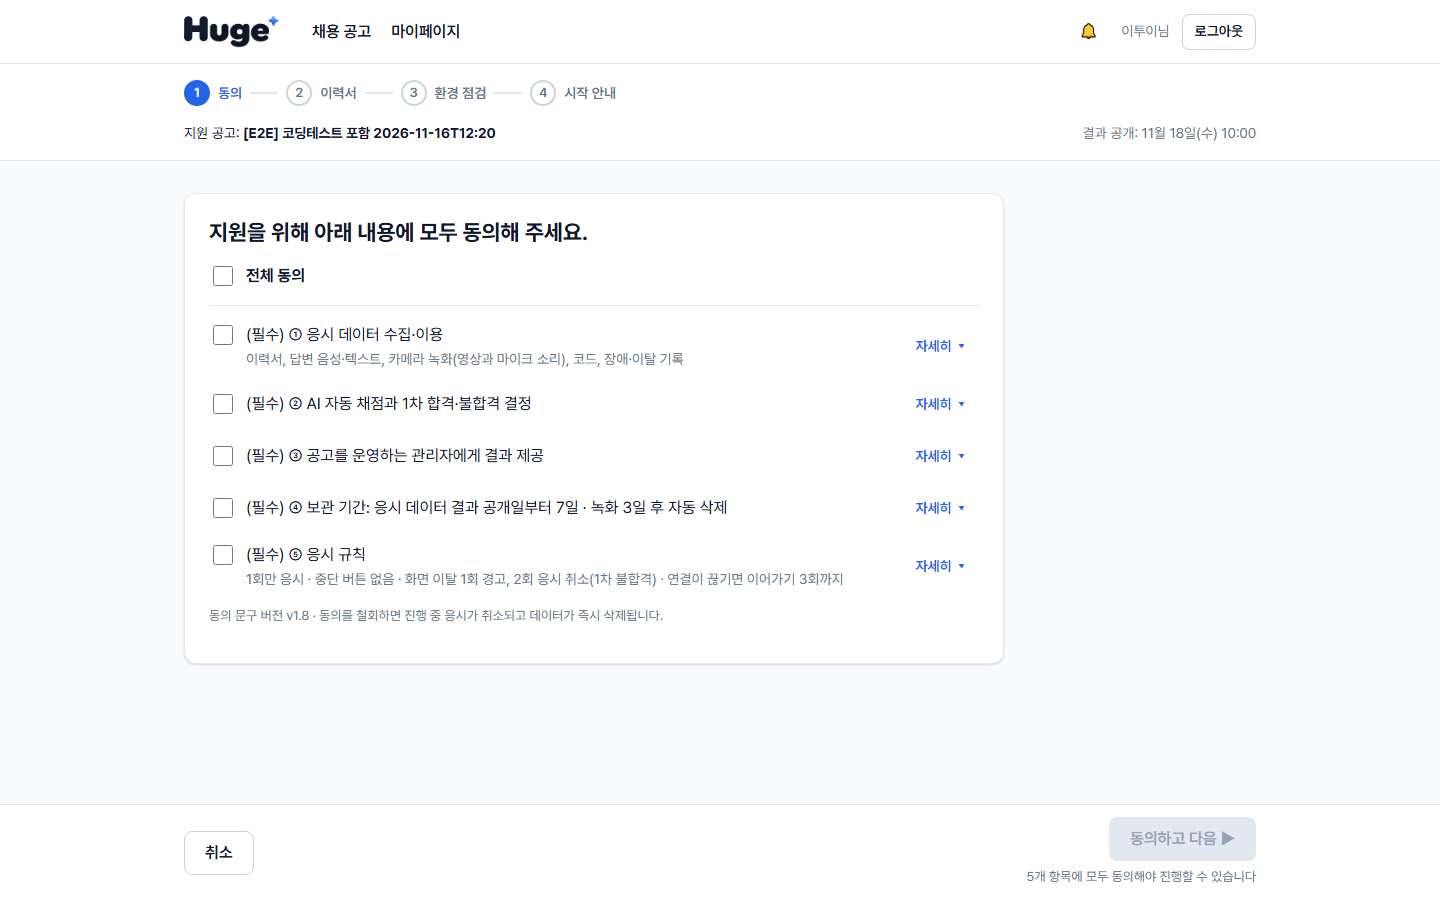 Huge
채용 공고 마이페이지
🔔 이투이님 로그아웃
1 동의 2 이력서 3 환경 점검 4 시작 안내
지원 공고: [E2E] 코딩테스트 포함 2026-11-16T12:20
결과 공개: 11월 18일(수) 10:00
지원을 위해 아래 내용에 모두 동의해 주세요.
전체 동의
(필수) ① 응시 데이터 수집·이용
이력서, 답변 음성·텍스트, 카메라 녹화(영상과 마이크 소리), 코드, 장애·이탈 기록
자세히 ▼
(필수) ② AI 자동 채점과 1차 합격·불합격 결정
자세히 ▼
(필수) ③ 공고를 운영하는 관리자에게 결과 제공
자세히 ▼
(필수) ④ 보관 기간: 응시 데이터 결과 공개일부터 7일 · 녹화 3일 후 자동 삭제
자세히 ▼
(필수) ⑤ 응시 규칙
1회만 응시 · 중단 버튼 없음 · 화면 이탈 1회 경고, 2회 응시 취소(1차 불합격) · 연결이 끊기면 이어가기 3회까지
자세히 ▼
동의 문구 버전 v1.8 · 동의를 철회하면 진행 중 응시가 취소되고 데이터가 즉시 삭제됩니다.
취소
동의하고 다음 ▶
5개 항목에 모두 동의해야 진행할 수 있습니다